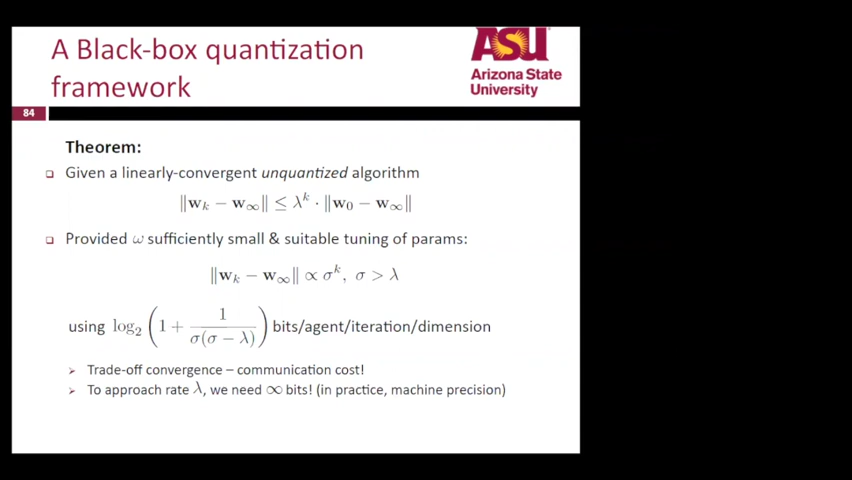 A Black-box quantization
framework
ASU
Arizona State
University
84
Theorem:
Given a linearly-convergent unquantized algorithm
‖w_k − w_∞‖ ≤ λ^k · ‖w_0 − w_∞‖
Provided ω sufficiently small & suitable tuning of params:
‖w_k − w_∞‖ ∝ σ^k, σ > λ
using log_2 (1 + 1/(σ(σ − λ))) bits/agent/iteration/dimension
Trade-off convergence – communication cost!
To approach rate λ, we need ∞ bits! (in practice, machine precision)